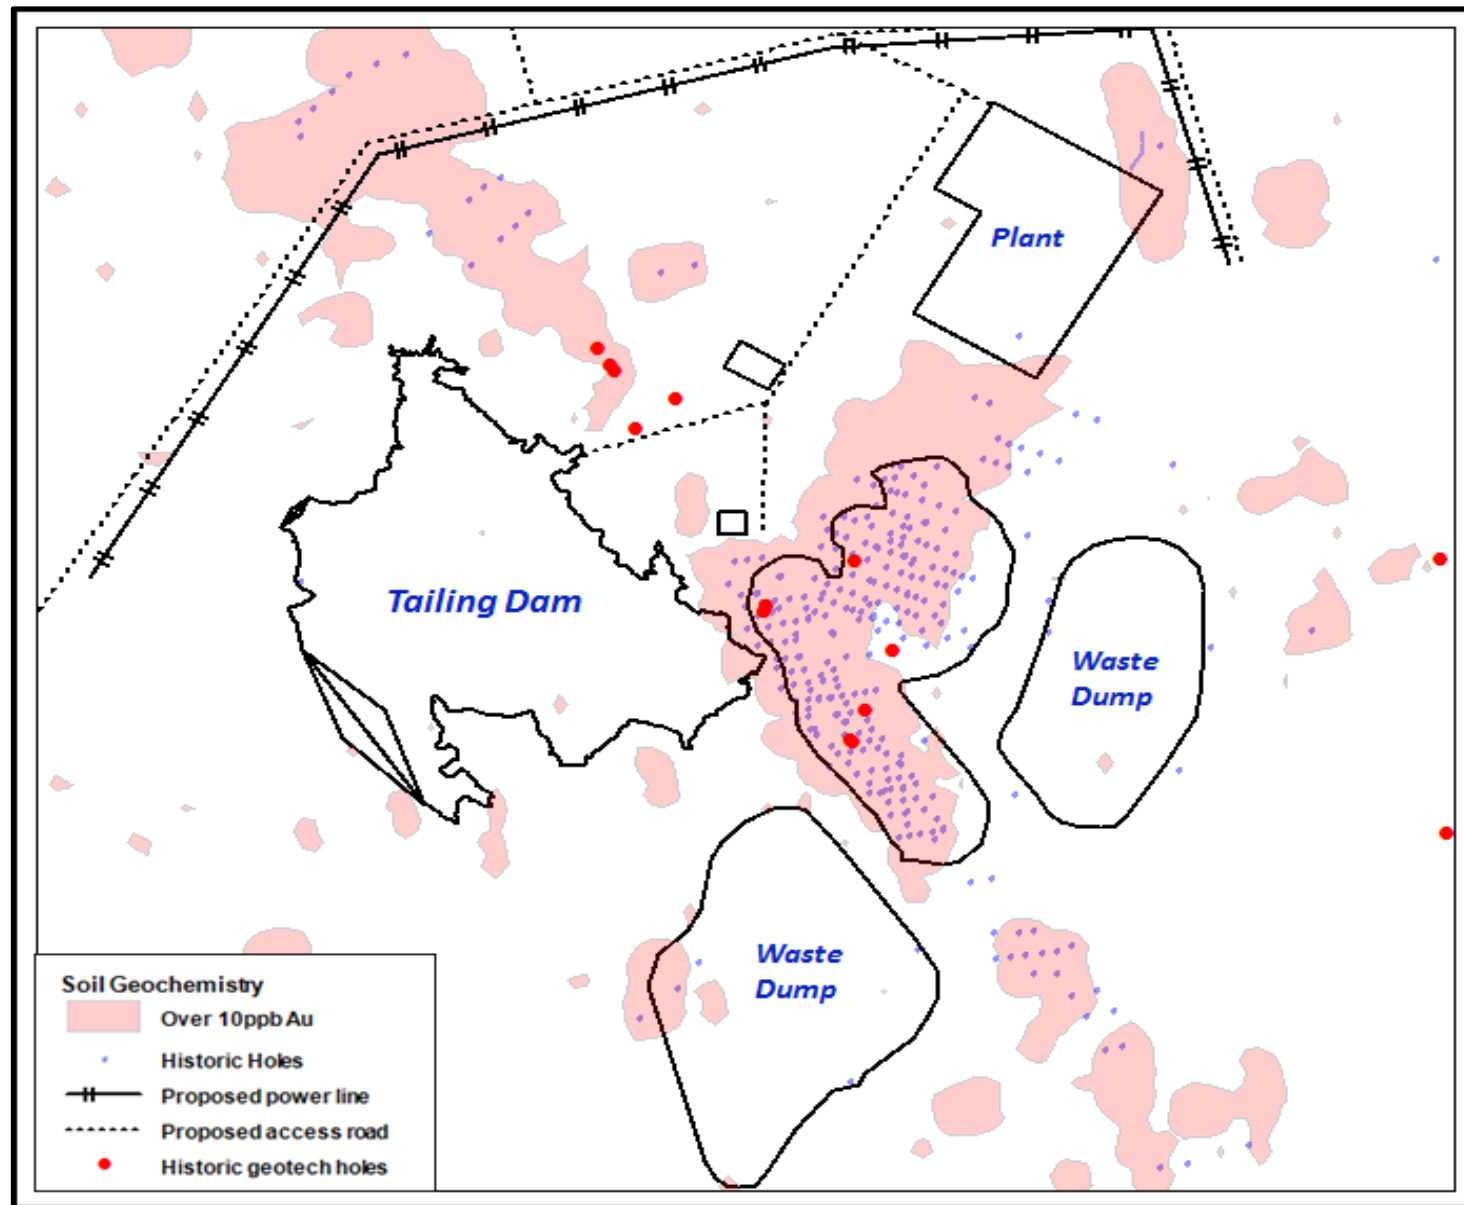 Plant
Tailing Dam
Waste
Dump
Waste
Dump
Soil Geochemistry
Over 10ppb Au
Historic Holes
Proposed power line
Proposed access road
Historic geotech holes